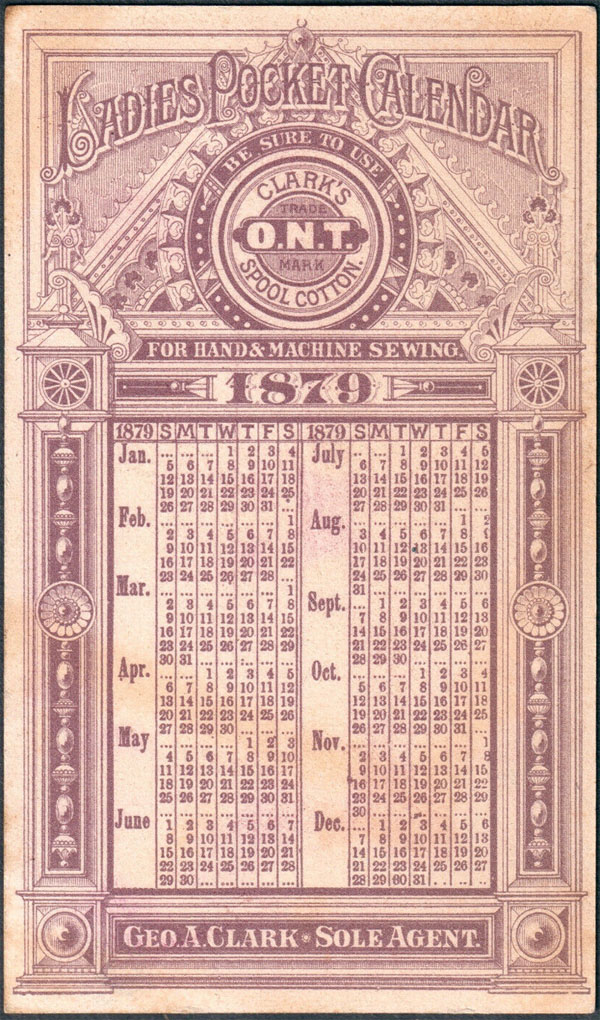 LADIES POCKET CALENDAR
BE SURE TO USE
CLARK'S
TRADE
O.N.T.
MARK
SPOOL COTTON.
FOR HAND & MACHINE SEWING.
1879
1879 S M T W T F S
Jan. ... ... ... 1 2 3 4
5 6 7 8 9 10 11
12 13 14 15 16 17 18
19 20 21 22 23 24 25
26 27 28 29 30 31 ...
Feb. ... ... ... ... ... ... 1
2 3 4 5 6 7 8
9 10 11 12 13 14 15
16 17 18 19 20 21 22
23 24 25 26 27 28 ...
Mar. ... ... ... ... ... ... 1
2 3 4 5 6 7 8
9 10 11 12 13 14 15
16 17 18 19 20 21 22
23 24 25 26 27 28 29
30 31 ... ... ... ... ...
Apr. ... ... 1 2 3 4 5
6 7 8 9 10 11 12
13 14 15 16 17 18 19
20 21 22 23 24 25 26
27 28 29 30 ... ... ...
May ... ... ... ... 1 2 3
4 5 6 7 8 9 10
11 12 13 14 15 16 17
18 19 20 21 22 23 24
25 26 27 28 29 30 31
June 1 2 3 4 5 6 7
8 9 10 11 12 13 14
15 16 17 18 19 20 21
22 23 24 25 26 27 28
29 30 ... ... ... ... ...
1879 S M T W T F S
July ... ... 1 2 3 4 5
6 7 8 9 10 11 12
13 14 15 16 17 18 19
20 21 22 23 24 25 26
27 28 29 30 31 ... ...
Aug. ... ... ... ... ... 1 2
3 4 5 6 7 8 9
10 11 12 13 14 15 16
17 18 19 20 21 22 23
24 25 26 27 28 29 30
31 ... ... ... ... ... ...
Sept. ... 1 2 3 4 5 6
7 8 9 10 11 12 13
14 15 16 17 18 19 20
21 22 23 24 25 26 27
28 29 30 ... ... ... ...
Oct. ... ... ... 1 2 3 4
5 6 7 8 9 10 11
12 13 14 15 16 17 18
19 20 21 22 23 24 25
26 27 28 29 30 31 ...
Nov. ... ... ... ... ... ... 1
2 3 4 5 6 7 8
9 10 11 12 13 14 15
16 17 18 19 20 21 22
23 24 25 26 27 28 29
30 ... ... ... ... ... ...
Dec. ... 1 2 3 4 5 6
7 8 9 10 11 12 13
14 15 16 17 18 19 20
21 22 23 24 25 26 27
28 29 30 31 ... ... ...
GEO. A. CLARK • SOLE AGENT.